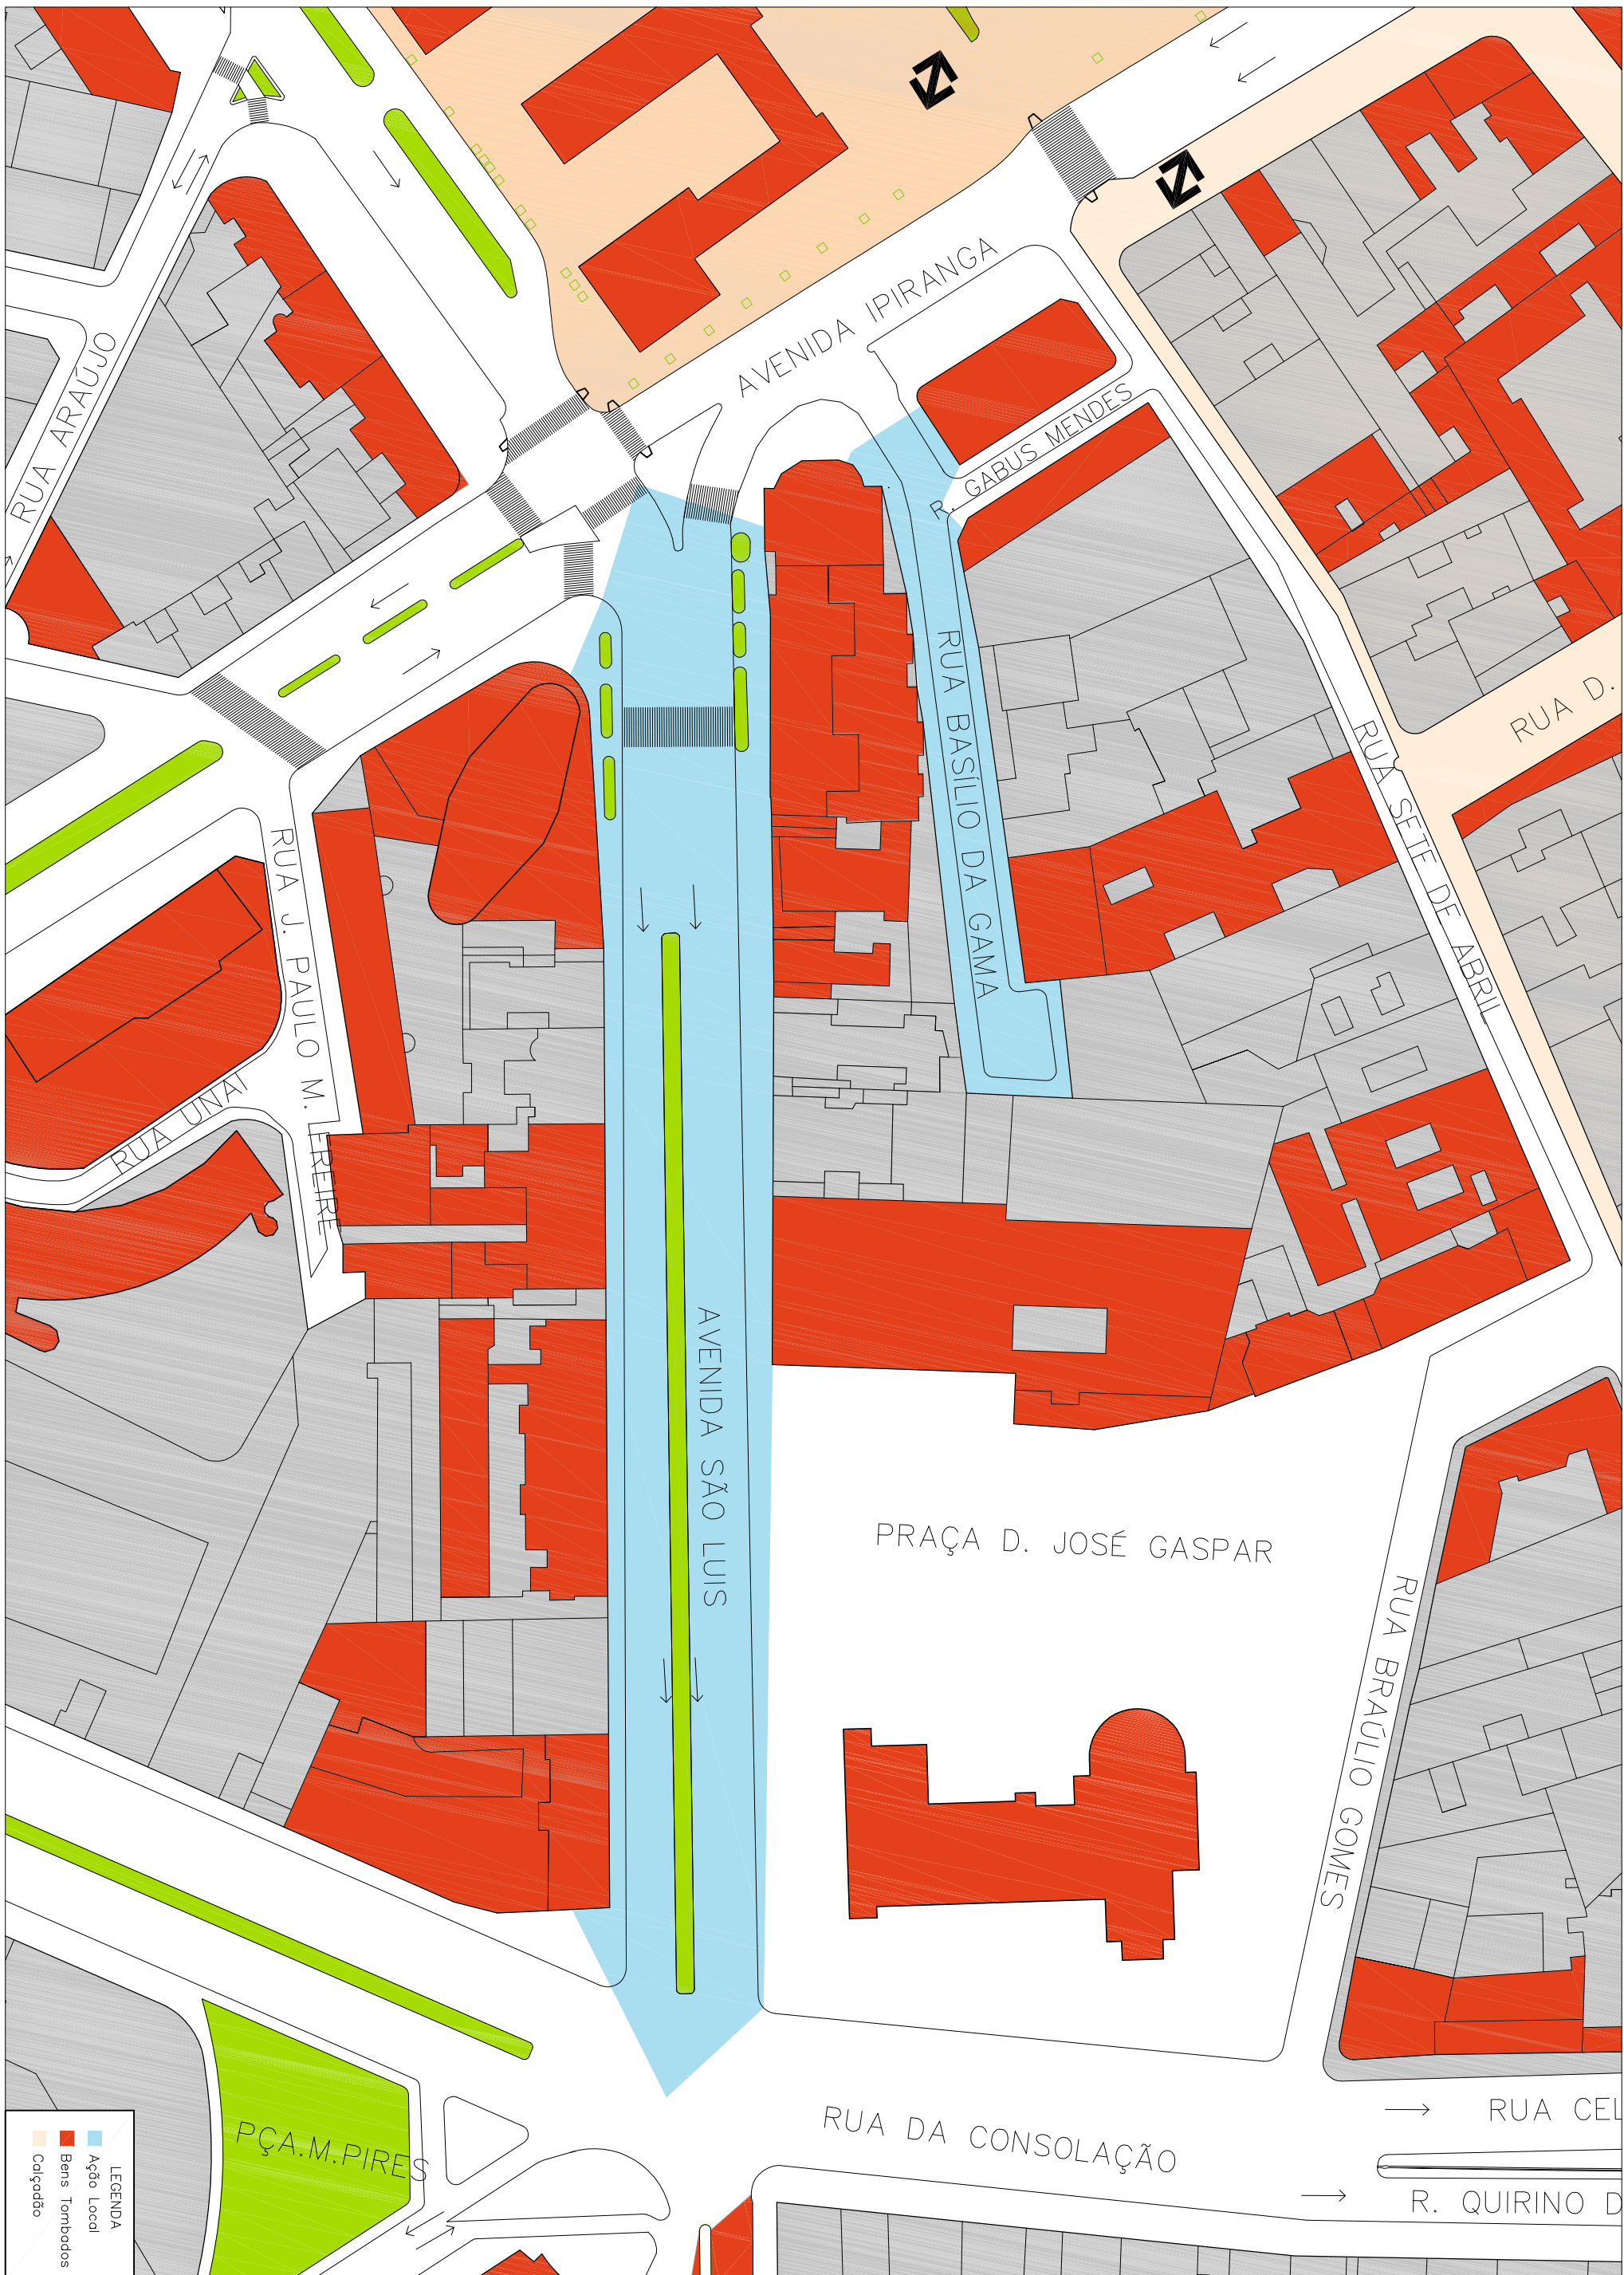 AVENIDA IPIRANGA
RUA ARAÚJO
R. GABUS MENDES
RUA BASÍLIO DA GAMA
RUA D.
RUA SETE DE ABRIL
RUA J. PAULO M. FREIRE
RUA UNAI
AVENIDA SÃO LUIS
PRAÇA D. JOSÉ GASPAR
RUA BRAÚLIO GOMES
RUA CEL
RUA DA CONSOLAÇÃO
PÇA.M.PIRES
R. QUIRINO D
LEGENDA
Ação Local
Bens Tombados
Calçadão